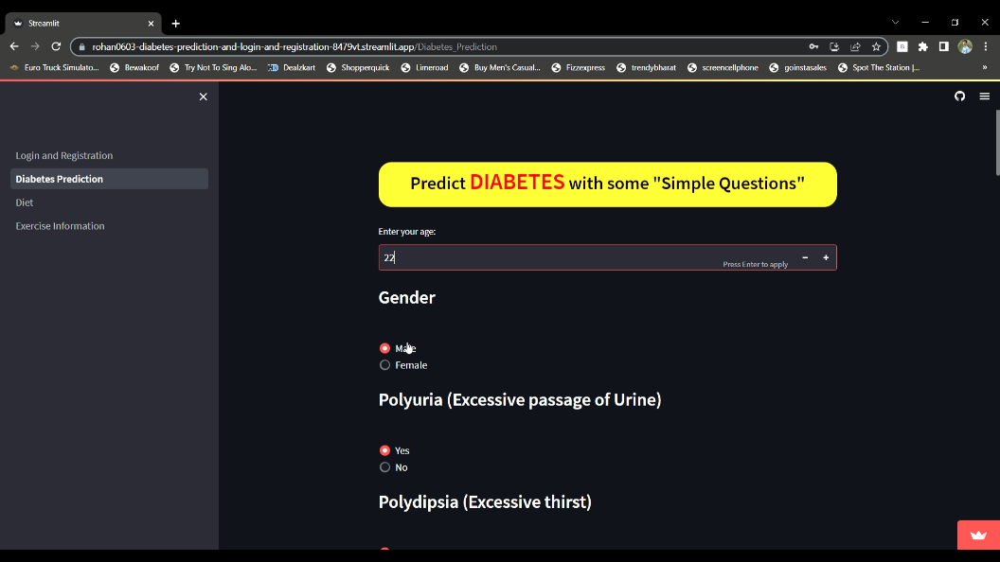 Streamlit
rohan0603-diabetes-prediction-and-login-and-registration-8479vt.streamlit.app/Diabetes_Prediction
Euro Truck Simulato... Bewakoof Try Not To Sing Alo... Dealzkart Shopperquick Limeroad Buy Men's Casual... Fizzexpress trendybharat screencellphone goinstasales Spot The Station |... »
Login and Registration
Diabetes Prediction
Diet
Exercise Information
Predict DIABETES with some "Simple Questions"
Enter your age:
22
Press Enter to apply
Gender
Male
Female
Polyuria (Excessive passage of Urine)
Yes
No
Polydipsia (Excessive thirst)